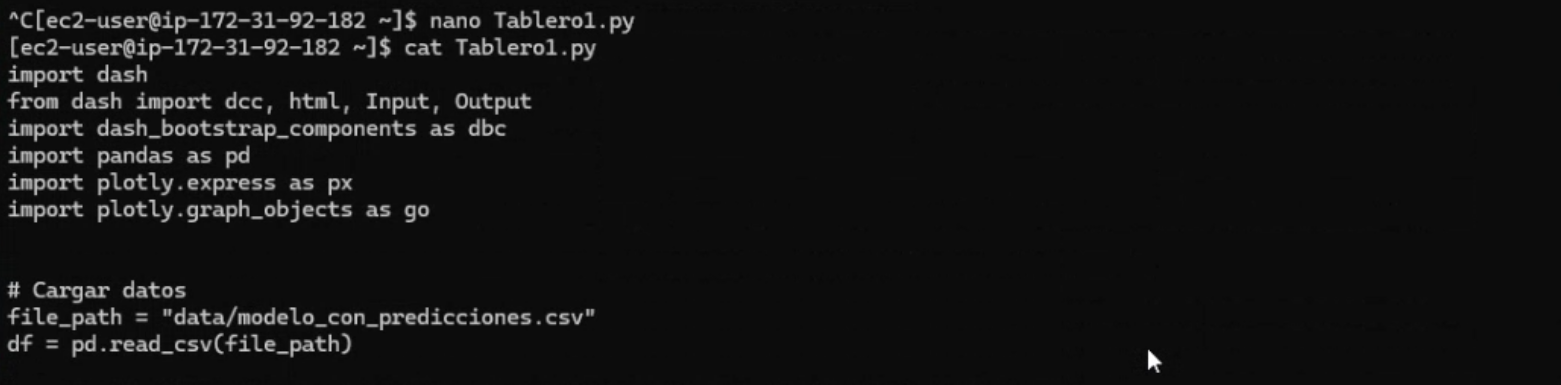 ^C[ec2-user@ip-172-31-92-182 ~]$ nano Tablero1.py
[ec2-user@ip-172-31-92-182 ~]$ cat Tablero1.py
import dash
from dash import dcc, html, Input, Output
import dash_bootstrap_components as dbc
import pandas as pd
import plotly.express as px
import plotly.graph_objects as go
# Cargar datos
file_path = "data/modelo_con_predicciones.csv"
df = pd.read_csv(file_path)